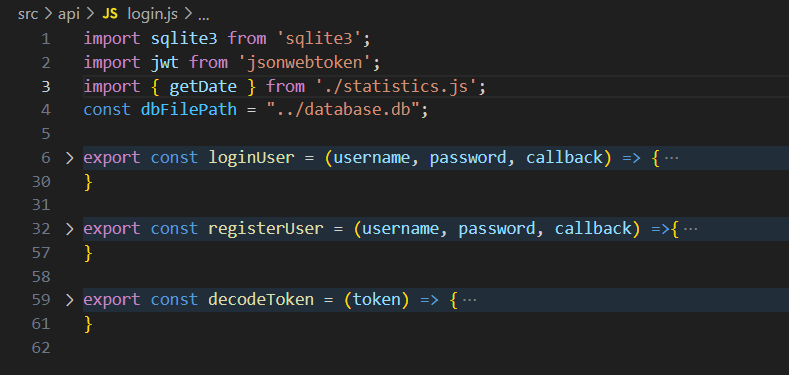 src > api > JS login.js > ...
1 import sqlite3 from 'sqlite3';
2 import jwt from 'jsonwebtoken';
3 import { getDate } from './statistics.js';
4 const dbFilePath = "../database.db";
5
6 > export const loginUser = (username, password, callback) => { ···
30 }
31
32 > export const registerUser = (username, password, callback) =>{ ···
57 }
58
59 > export const decodeToken = (token) => { ···
61 }
62